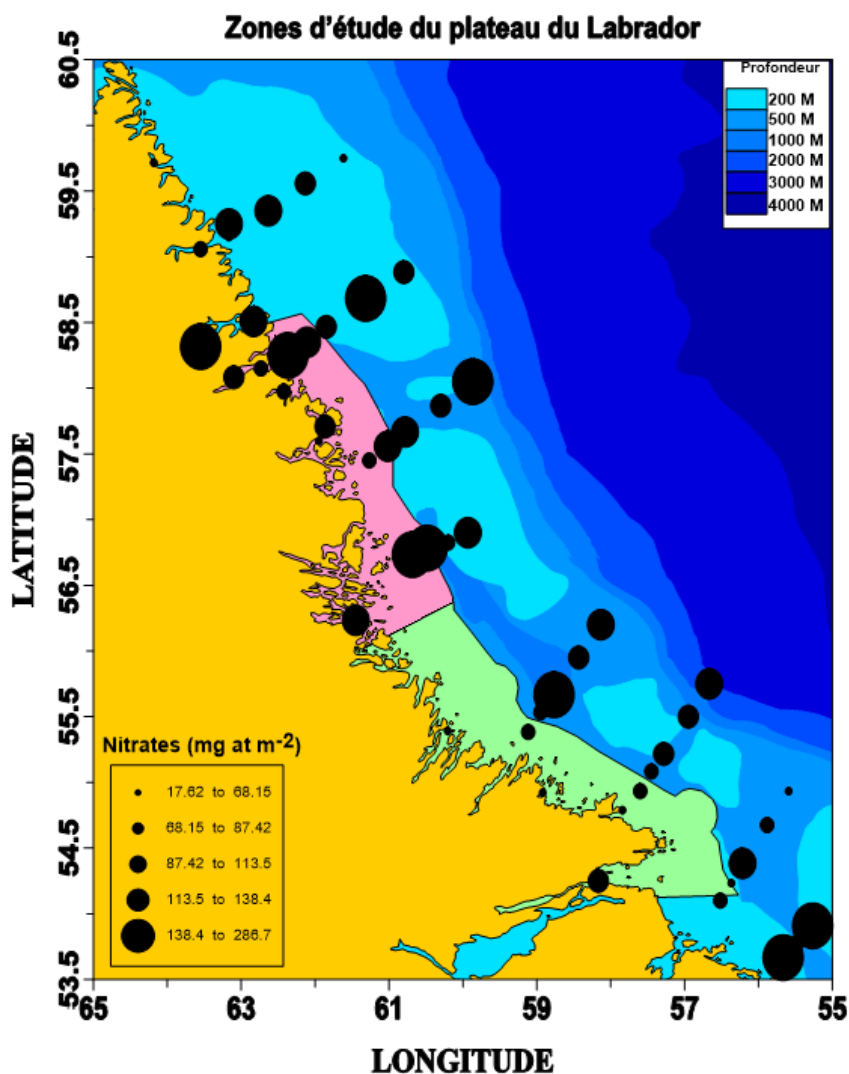 Zones d'étude du plateau du Labrador
Profondeur
200 M
500 M
1000 M
2000 M
3000 M
4000 M
60.5
59.5
58.5
57.5
56.5
55.5
54.5
53.5
LATITUDE
Nitrates (mg at m-2)
17.62 to 68.15
68.15 to 87.42
87.42 to 113.5
113.5 to 138.4
138.4 to 286.7
65 63 61 59 57 55
LONGITUDE